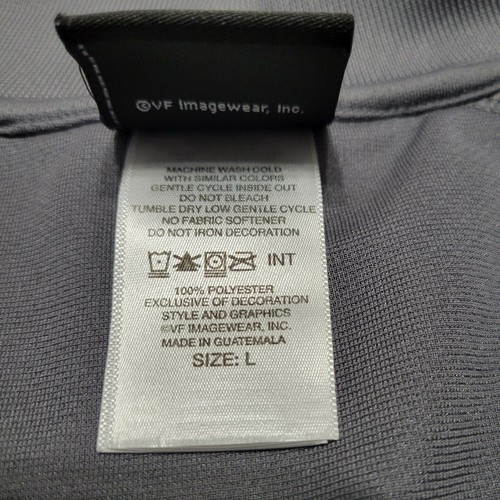 ©VF Imagewear, Inc.
MACHINE WASH COLD
WITH SIMILAR COLORS
GENTLE CYCLE INSIDE OUT
DO NOT BLEACH
TUMBLE DRY LOW GENTLE CYCLE
NO FABRIC SOFTENER
DO NOT IRON DECORATION
INT
100% POLYESTER
EXCLUSIVE OF DECORATION
STYLE AND GRAPHICS
©VF IMAGEWEAR, INC.
MADE IN GUATEMALA
SIZE: L